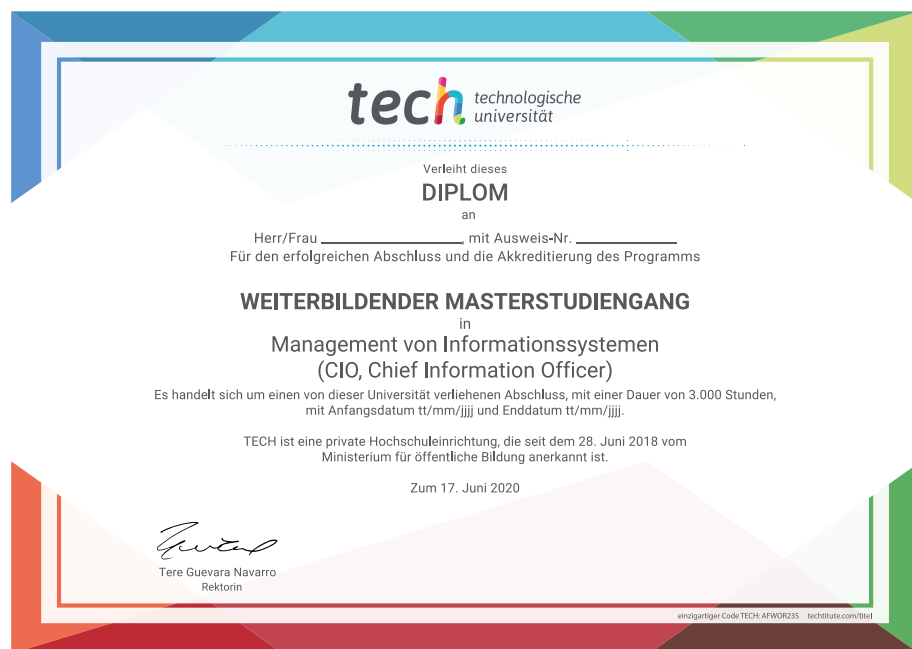 tech technologische
universität
Verleiht dieses
DIPLOM
an
Herr/Frau ____________________, mit Ausweis-Nr. ______________
Für den erfolgreichen Abschluss und die Akkreditierung des Programms
WEITERBILDENDER MASTERSTUDIENGANG
in
Management von Informationssystemen
(CIO, Chief Information Officer)
Es handelt sich um einen von dieser Universität verliehenen Abschluss, mit einer Dauer von 3.000 Stunden,
mit Anfangsdatum tt/mm/jjjj und Enddatum tt/mm/jjjj.
TECH ist eine private Hochschuleinrichtung, die seit dem 28. Juni 2018 vom
Ministerium für öffentliche Bildung anerkannt ist.
Zum 17. Juni 2020
Tere Guevara Navarro
Rektorin
einzigartiger Code TECH: AFWOR23S techtitute.com/titel